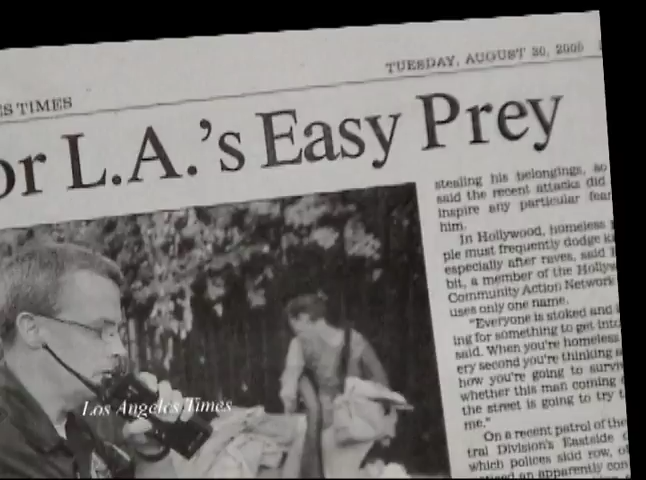 TUESDAY, AUGUST 30, 2005
ES TIMES
or L.A.'s Easy Prey
stealing his belongings, so
said the recent attacks did
inspire any particular fear
him.
In Hollywood, homeless
ple must frequently dodge
especially after raves, said
bit, a member of the Hollyw
Community Action Network
uses only one name.
"Everyone is stoked and
ing for something to get into
said. When you're homeless
ery second you're thinking
how you're going to surviv
whether this man coming
the street is going to try t
me."
On a recent patrol of the
tral Division's Eastside
which polices skid row,
an apparently con
Los Angeles Times